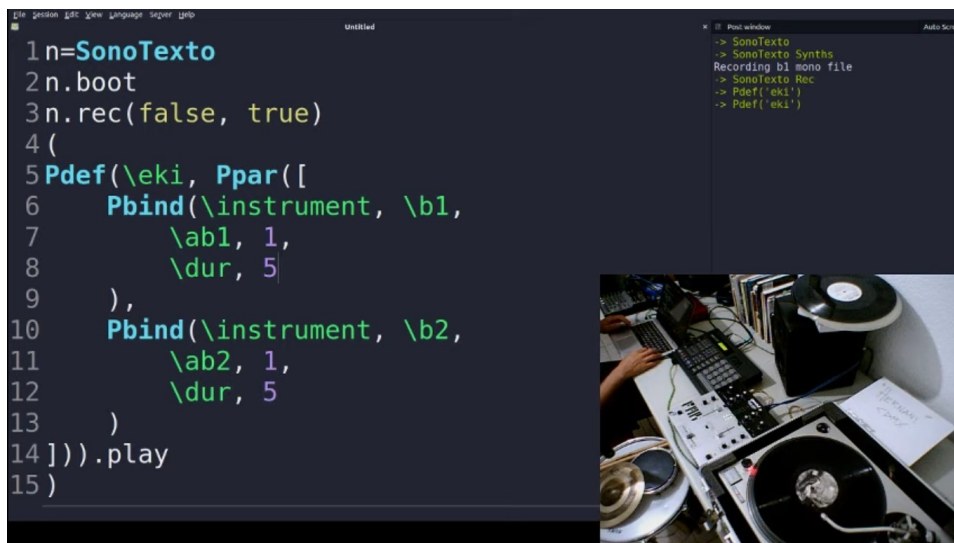 File Session Edit View Language Server Help
Untitled
Post window
Auto Scr
1 n=SonoTexto
2 n.boot
3 n.rec(false, true)
4 (
5 Pdef(\eki, Ppar([
6 Pbind(\instrument, \b1,
7 \ab1, 1,
8 \dur, 5
9 ),
10 Pbind(\instrument, \b2,
11 \ab2, 1,
12 \dur, 5
13 )
14 ])).play
15 )
-> SonoTexto
-> SonoTexto Synths
Recording b1 mono file
-> SonoTexto Rec
-> Pdef('eki')
-> Pdef('eki')